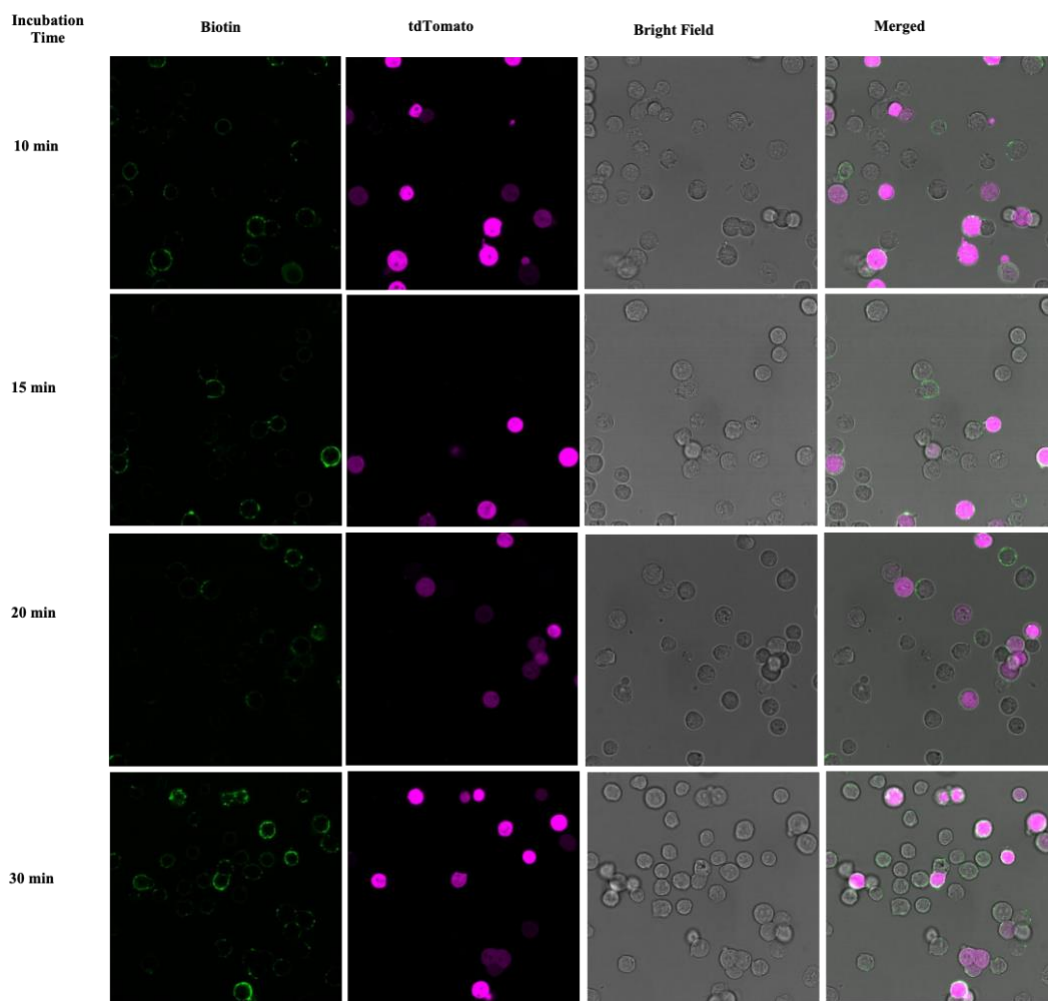 Incubation
Time
Biotin
tdTomato
Bright Field
Merged
10 min
15 min
20 min
30 min